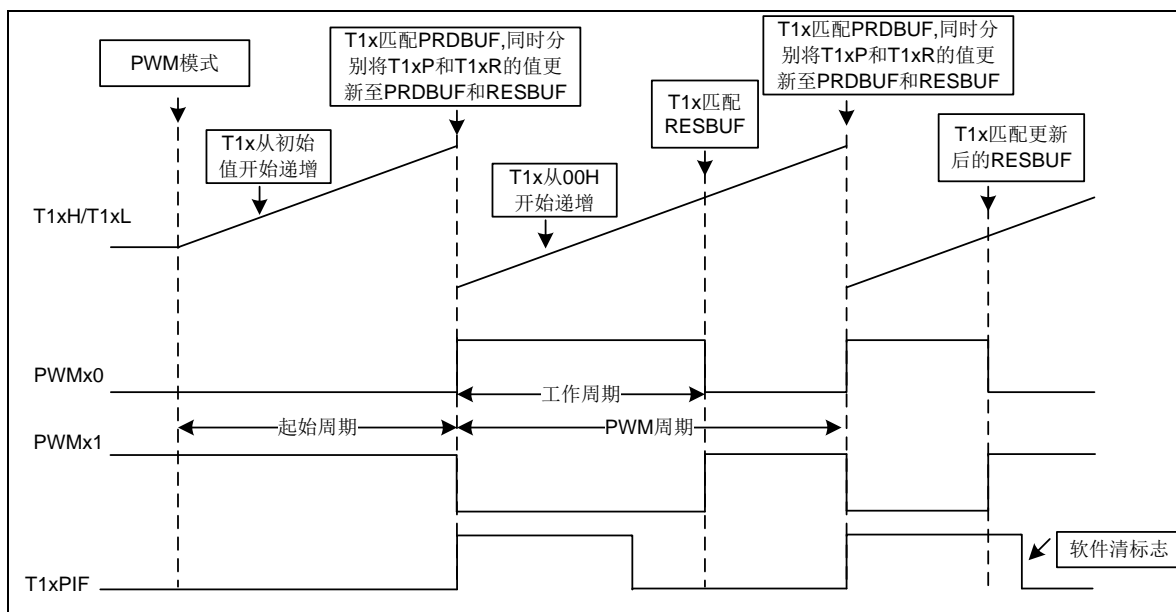 PWM模式
T1x匹配PRDBUF,同时分
别将T1xP和T1xR的值更
新至PRDBUF和RESBUF
T1x匹配
RESBUF
T1x匹配PRDBUF,同时分
别将T1xP和T1xR的值更
新至PRDBUF和RESBUF
T1x从初始
值开始递增
T1x从00H
开始递增
T1x匹配更新
后的RESBUF
T1xH/T1xL
PWMx0
工作周期
起始周期
PWM周期
PWMx1
软件清标志
T1xPIF